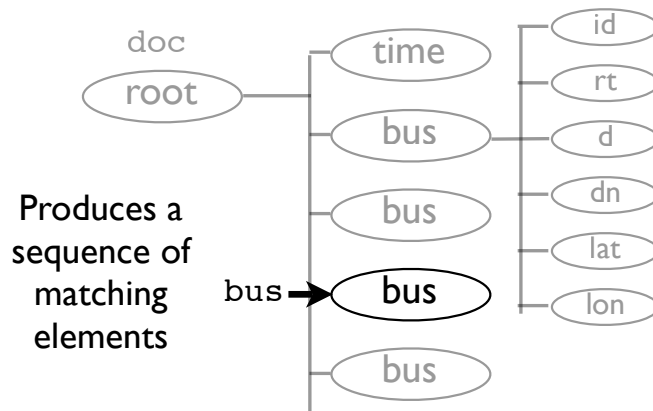 doc
root
time
bus
bus
bus
bus
bus
Produces a
sequence of
matching
elements
id
rt
d
dn
lat
lon